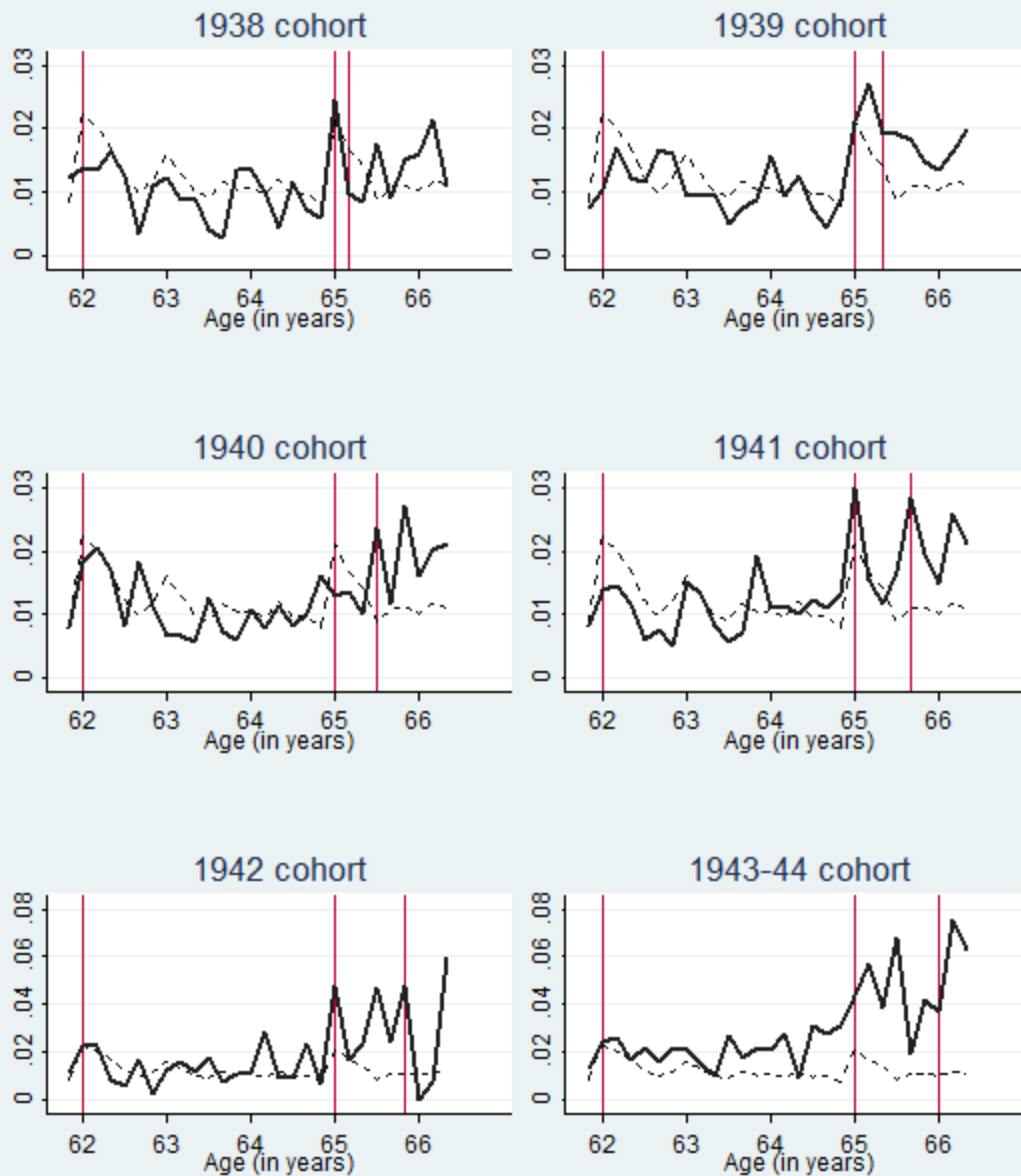 1938 cohort
.03
.02
.01
0
62 63 64 65 66
Age (in years)
1939 cohort
.03
.02
.01
0
62 63 64 65 66
Age (in years)
1940 cohort
.03
.02
.01
0
62 63 64 65 66
Age (in years)
1941 cohort
.03
.02
.01
0
62 63 64 65 66
Age (in years)
1942 cohort
.08
.06
.04
.02
0
62 63 64 65 66
Age (in years)
1943-44 cohort
.08
.06
.04
.02
0
62 63 64 65 66
Age (in years)